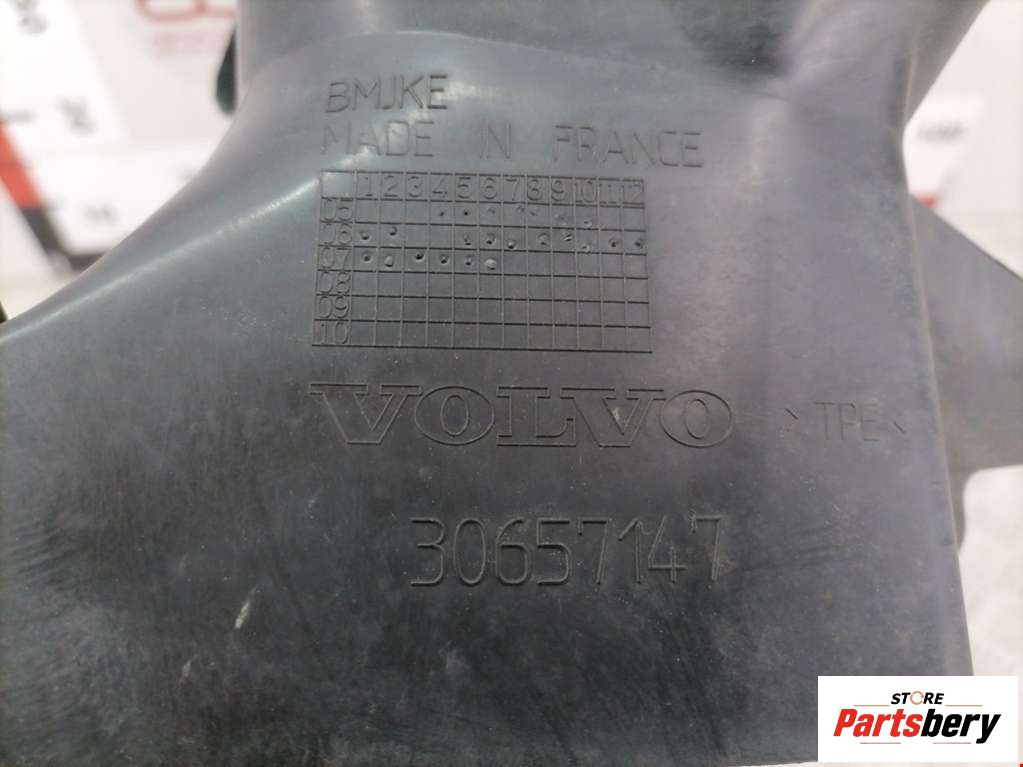 BMJKE
MADE IN FRANCE
1 2 3 4 5 6 7 8 9 10 11 12
05
06
07
08
09
10
VOLVO >TPE<
30657147
STORE
Partsbery